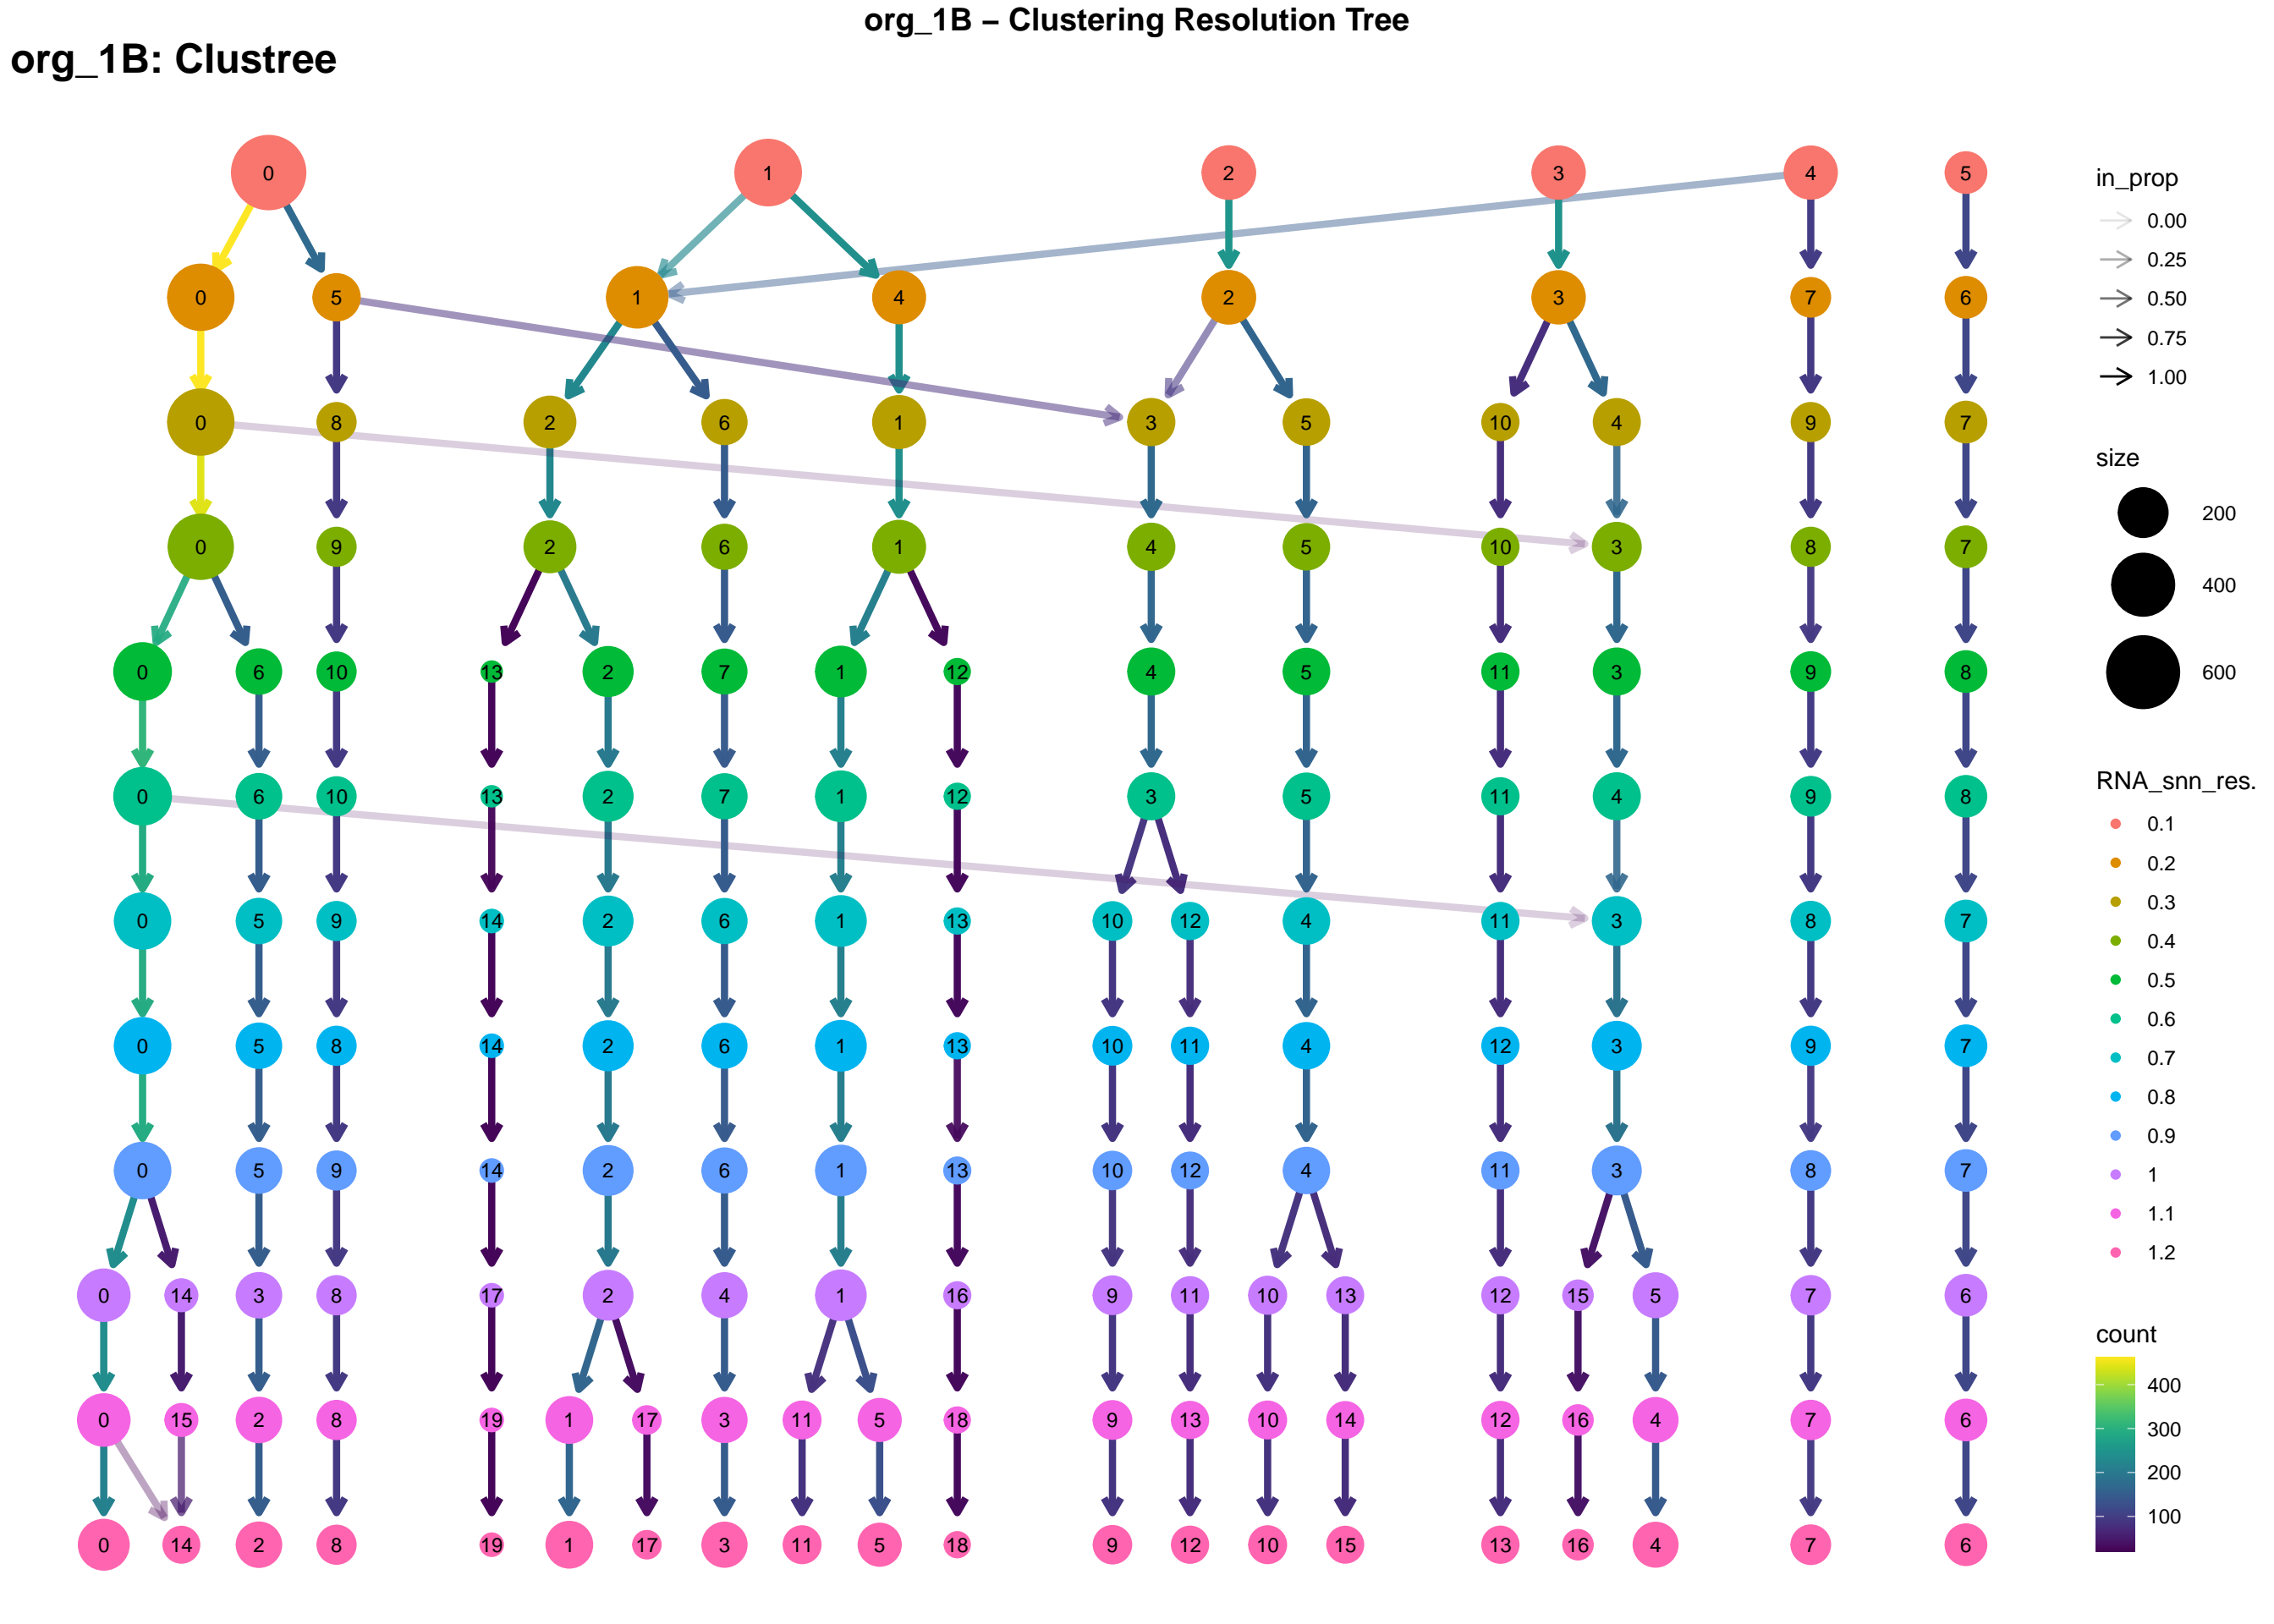 org_1B – Clustering Resolution Tree
org_1B: Clustree
0 1 2 3 4 5
0 5 1 4 2 3 7 6
0 8 2 6 1 3 5 10 4 9 7
0 9 2 6 1 4 5 10 3 8 7
0 6 10 13 2 7 1 12 4 5 11 3 9 8
0 6 10 13 2 7 1 12 3 5 11 4 9 8
0 5 9 14 2 6 1 13 10 12 4 11 3 8 7
0 5 8 14 2 6 1 13 10 11 4 12 3 9 7
0 5 9 14 2 6 1 13 10 12 4 11 3 8 7
0 14 3 8 17 2 4 1 16 9 11 10 13 12 15 5 7 6
0 15 2 8 19 1 17 3 11 5 18 9 13 10 14 12 16 4 7 6
0 14 2 8 19 1 17 3 11 5 18 9 12 10 15 13 16 4 7 6
in_prop
0.00
0.25
0.50
0.75
1.00
size
200
400
600
RNA_snn_res.
0.1
0.2
0.3
0.4
0.5
0.6
0.7
0.8
0.9
1
1.1
1.2
count
400
300
200
100